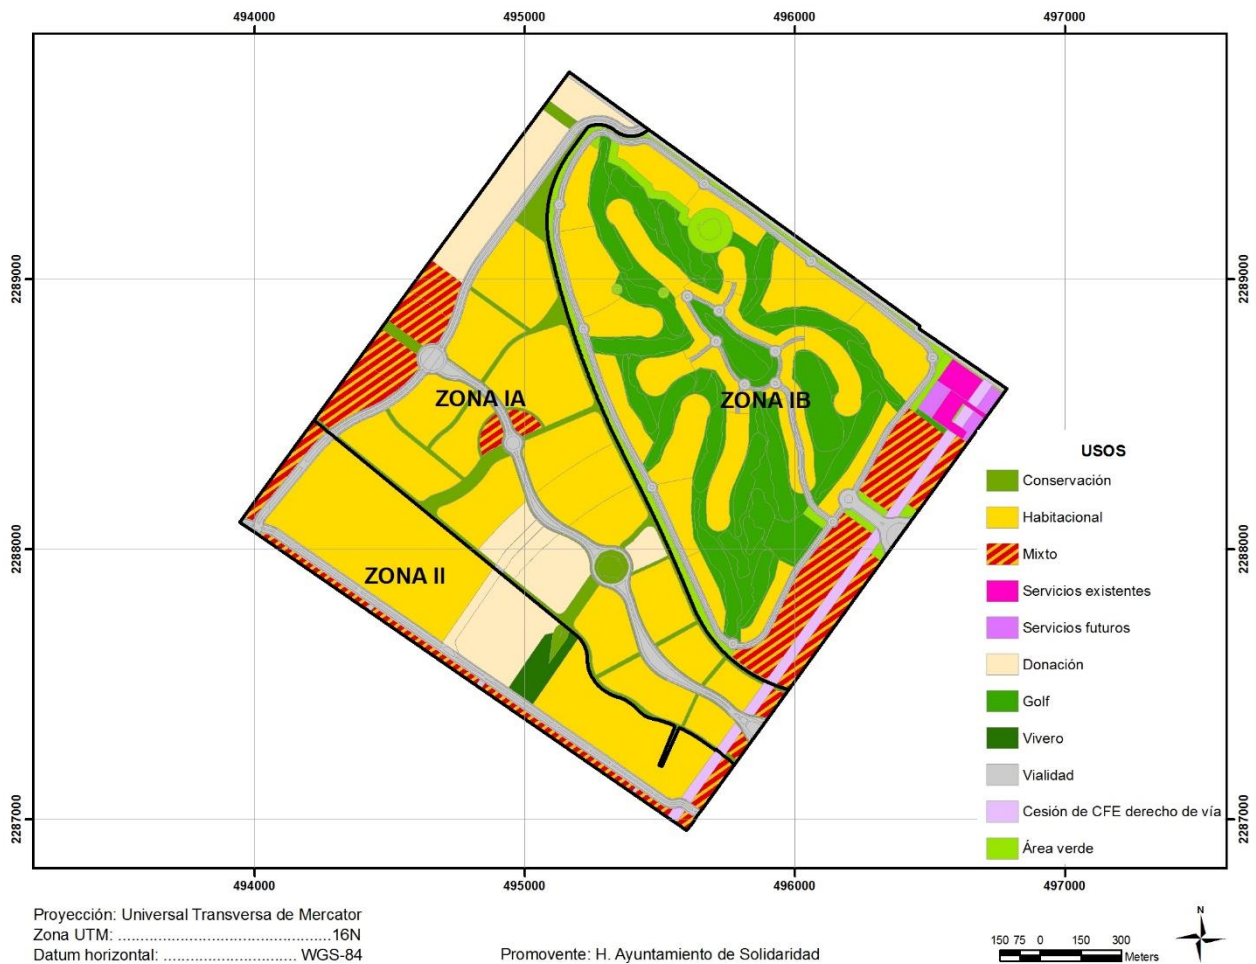 494000 495000 496000 497000
2289000 2289000
ZONA IA ZONA IB
USOS
Conservación
Habitacional
2288000 Mixto 2288000
ZONA II
Servicios existentes
Servicios futuros
Donación
Golf
Vivero
Vialidad
2287000 Cesión de CFE derecho de vía 2287000
Área verde
494000 495000 496000 497000
Proyección: Universal Transversa de Mercator
Zona UTM: ............................................16N
Datum horizontal: ........................... WGS-84
Promovente: H. Ayuntamiento de Solidaridad
150 75 0 150 300
Meters
N